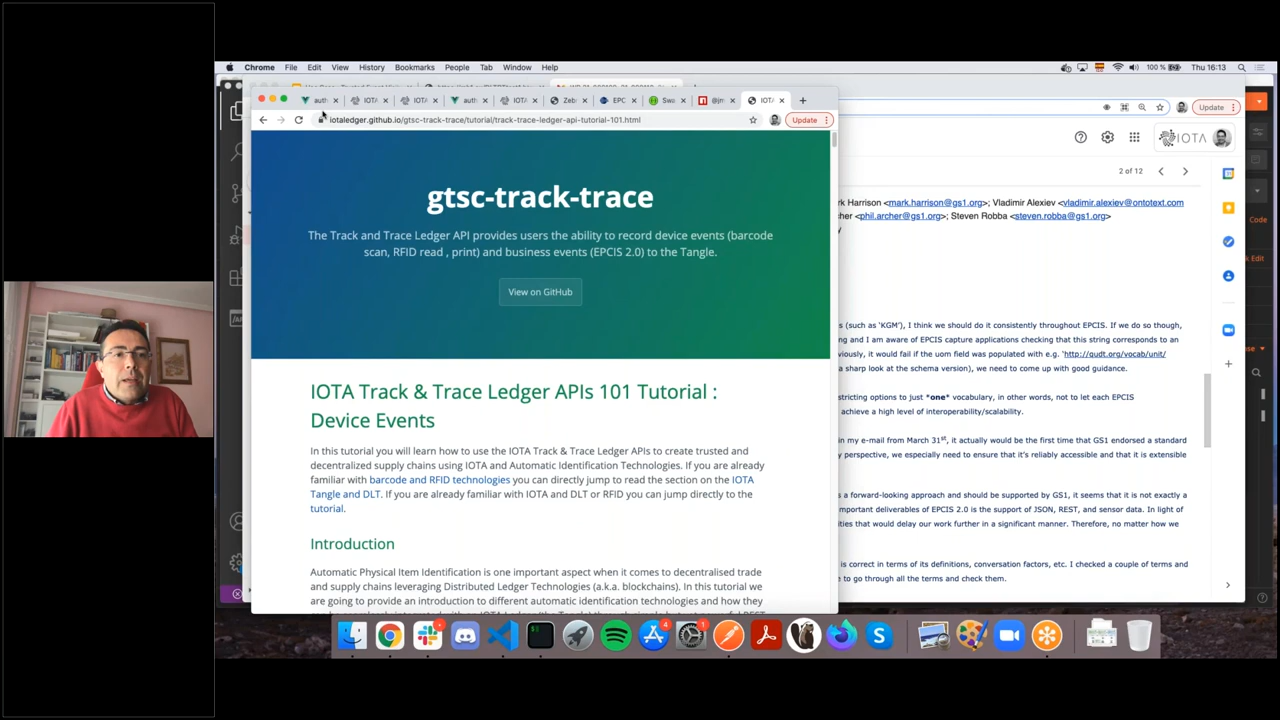 Chrome File Edit View History Bookmarks People Tab Window Help
100 % Thu 16:13
auth IOTA IOTA auth IOTA Zeb EPC Swa @jn IOTA
iotaledger.github.io/gtsc-track-trace/tutorial/track-trace-ledger-api-tutorial-101.html
Update
Update
IOTA
2 of 12
gtsc-track-trace
The Track and Trace Ledger API provides users the ability to record device events (barcode
scan, RFID read , print) and business events (EPCIS 2.0) to the Tangle.
View on GitHub
IOTA Track & Trace Ledger APIs 101 Tutorial :
Device Events
In this tutorial you will learn how to use the IOTA Track & Trace Ledger APIs to create trusted and
decentralized supply chains using IOTA and Automatic Identification Technologies. If you are already
familiar with barcode and RFID technologies you can directly jump to read the section on the IOTA
Tangle and DLT. If you are already familiar with IOTA and DLT or RFID you can jump directly to the
tutorial.
Introduction
Automatic Physical Item Identification is one important aspect when it comes to decentralised trade
and supply chains leveraging Distributed Ledger Technologies (a.k.a. blockchains). In this tutorial we
are going to provide an introduction to different automatic identification technologies and how they
rk Harrison <mark.harrison@gs1.org>; Vladimir Alexiev <vladimir.alexiev@ontotext.com
cher <phil.archer@gs1.org>; Steven Robba <steven.robba@gs1.org>
y
s (such as 'KGM'), I think we should do it consistently throughout EPCIS. If we do so though,
ng and I am aware of EPCIS capture applications checking that this string corresponds to an
viously, it would fail if the uom field was populated with e.g. 'http://qudt.org/vocab/unit/
a sharp look at the schema version), we need to come up with good guidance.
stricting options to just *one* vocabulary, in other words, not to let each EPCIS
achieve a high level of interoperability/scalability.
in my e-mail from March 31st, it actually would be the first time that GS1 endorsed a standard
y perspective, we especially need to ensure that it's reliably accessible and that it is extensible
s a forward-looking approach and should be supported by GS1, it seems that it is not exactly a
mportant deliverables of EPCIS 2.0 is the support of JSON, REST, and sensor data. In light of
ities that would delay our work further in a significant manner. Therefore, no matter how we
is correct in terms of its definitions, conversation factors, etc. I checked a couple of terms and
e to go through all the terms and check them.
Code
k Edit
nse